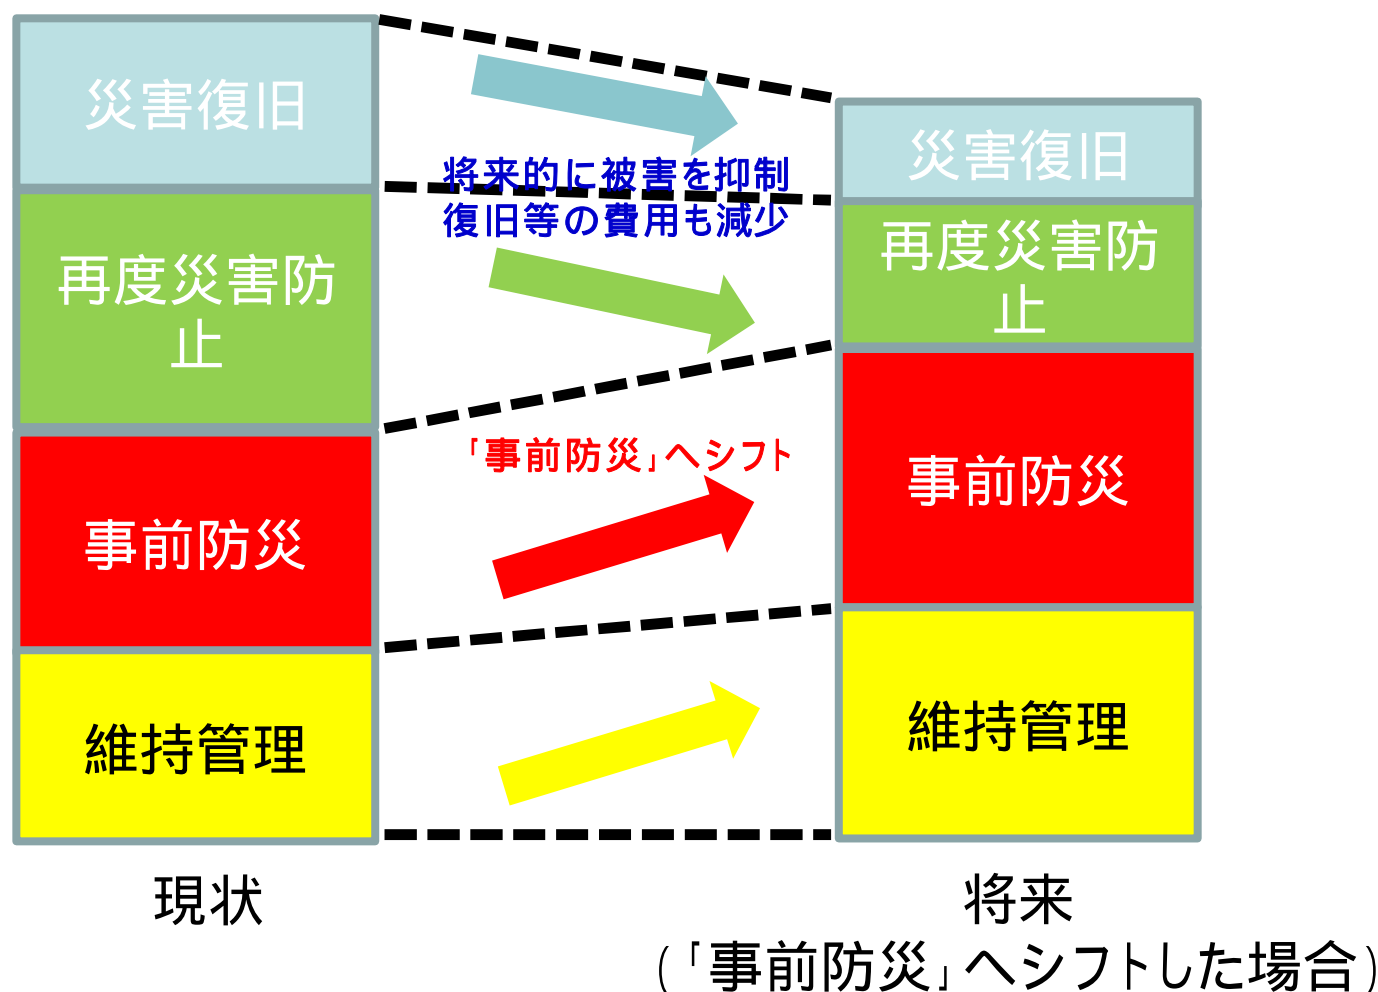 災害復旧
再度災害防
止
事前防災
維持管理
現状
将来的に被害を抑制
復旧等の費用も減少
「事前防災」へシフト
災害復旧
再度災害防
止
事前防災
維持管理
将来
(「事前防災」へシフトした場合)